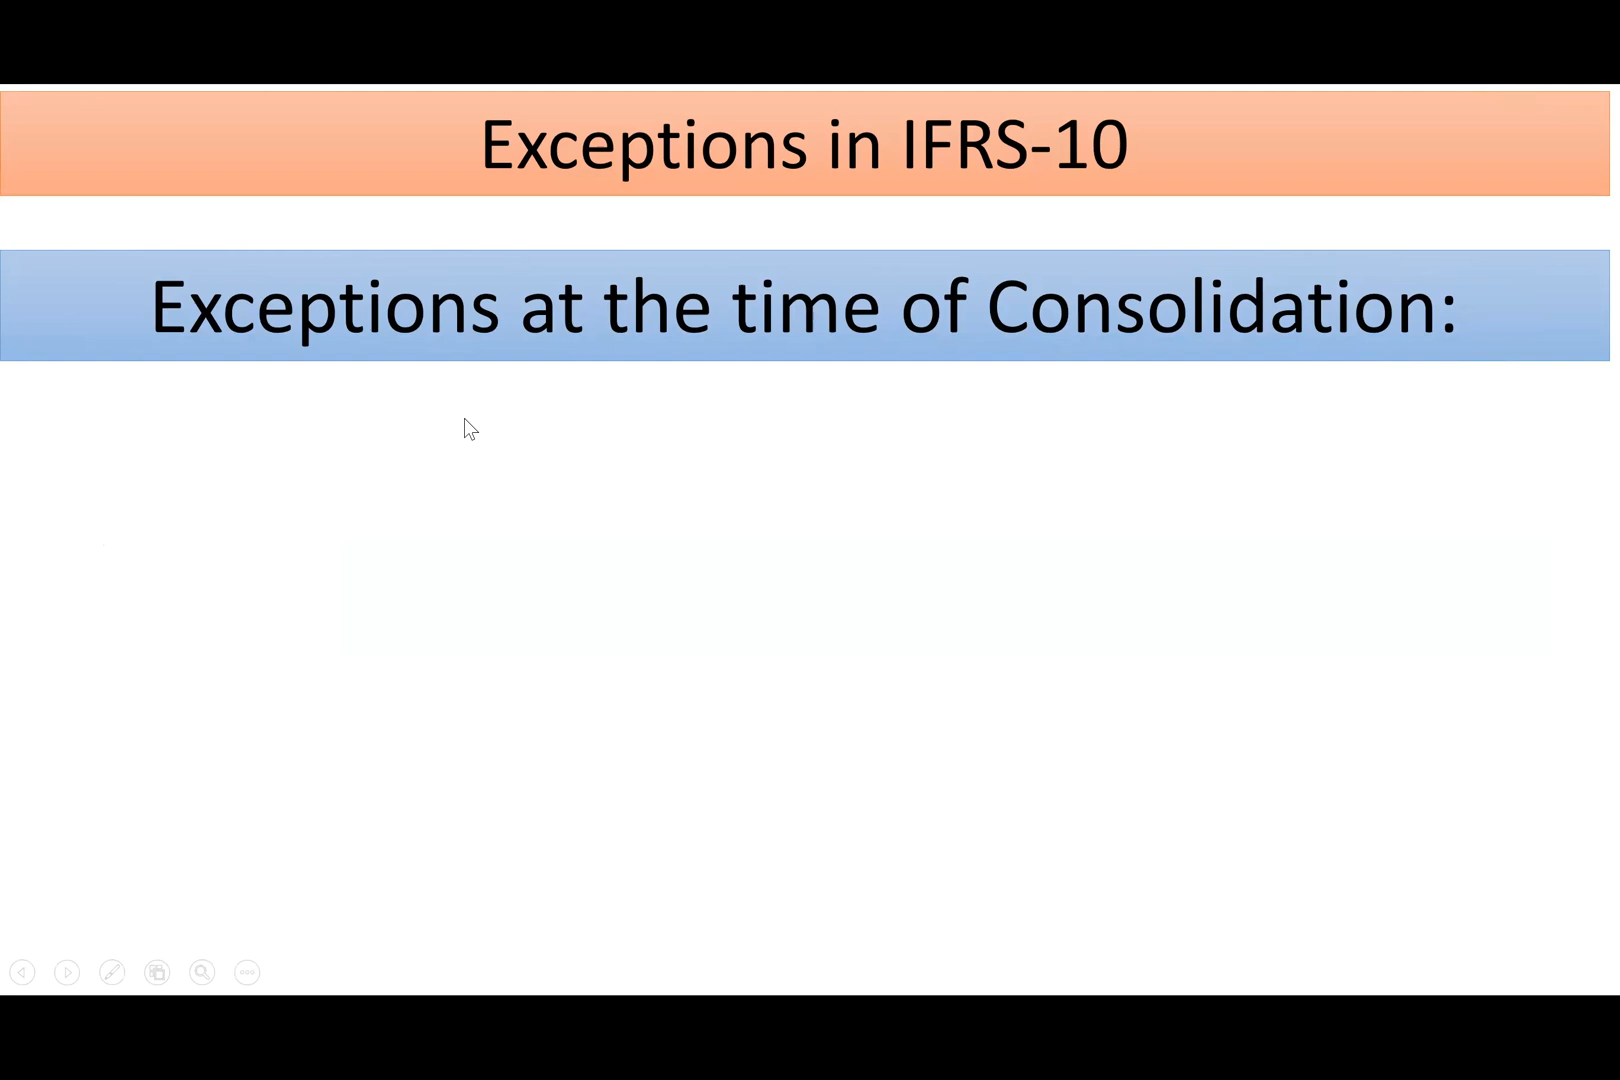 Exceptions in IFRS-10
Exceptions at the time of Consolidation: